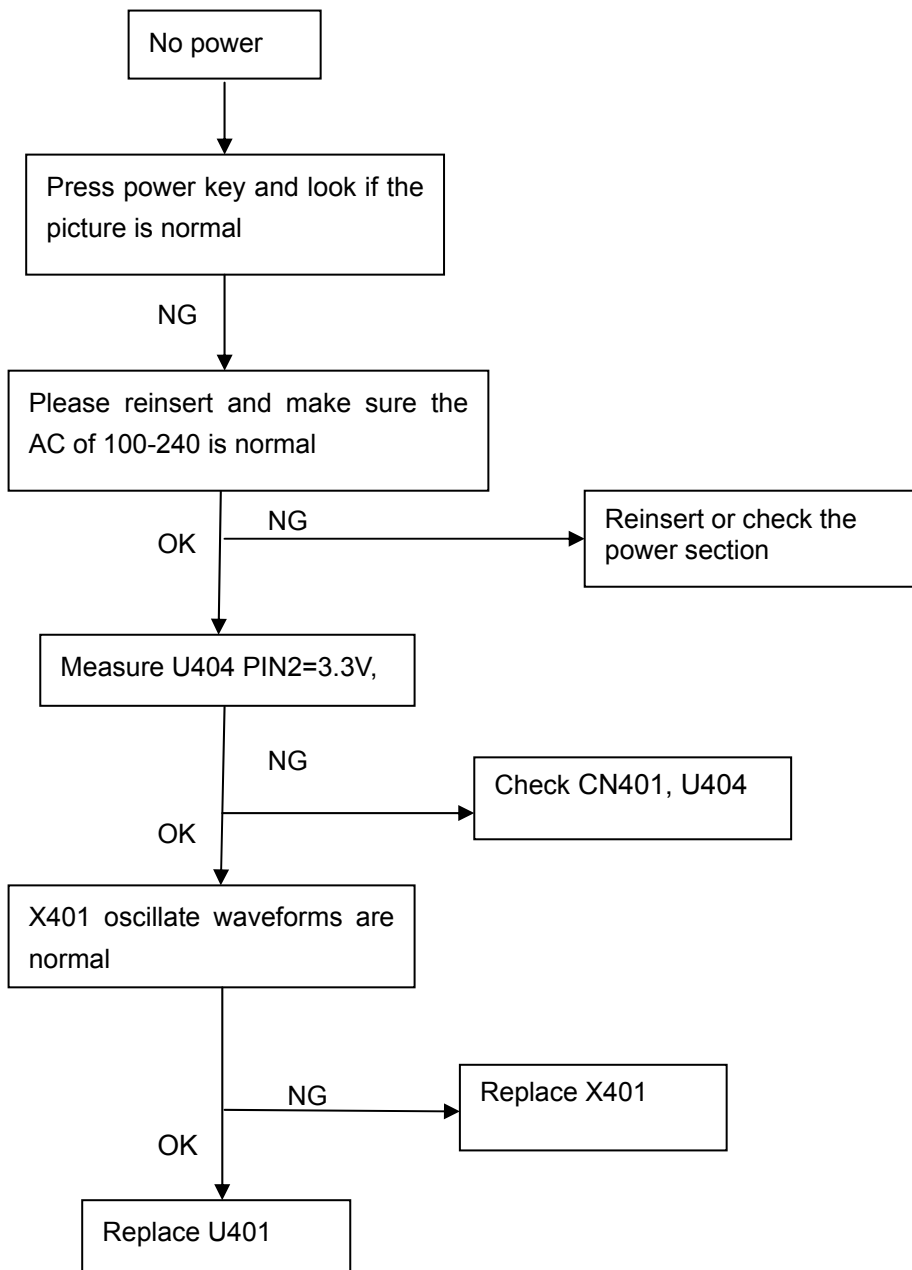 No power
Press power key and look if the
picture is normal
NG
Please reinsert and make sure the
AC of 100-240 is normal
NG
OK
Reinsert or check the
power section
Measure U404 PIN2=3.3V,
NG
Check CN401, U404
OK
X401 oscillate waveforms are
normal
NG
Replace X401
OK
Replace U401